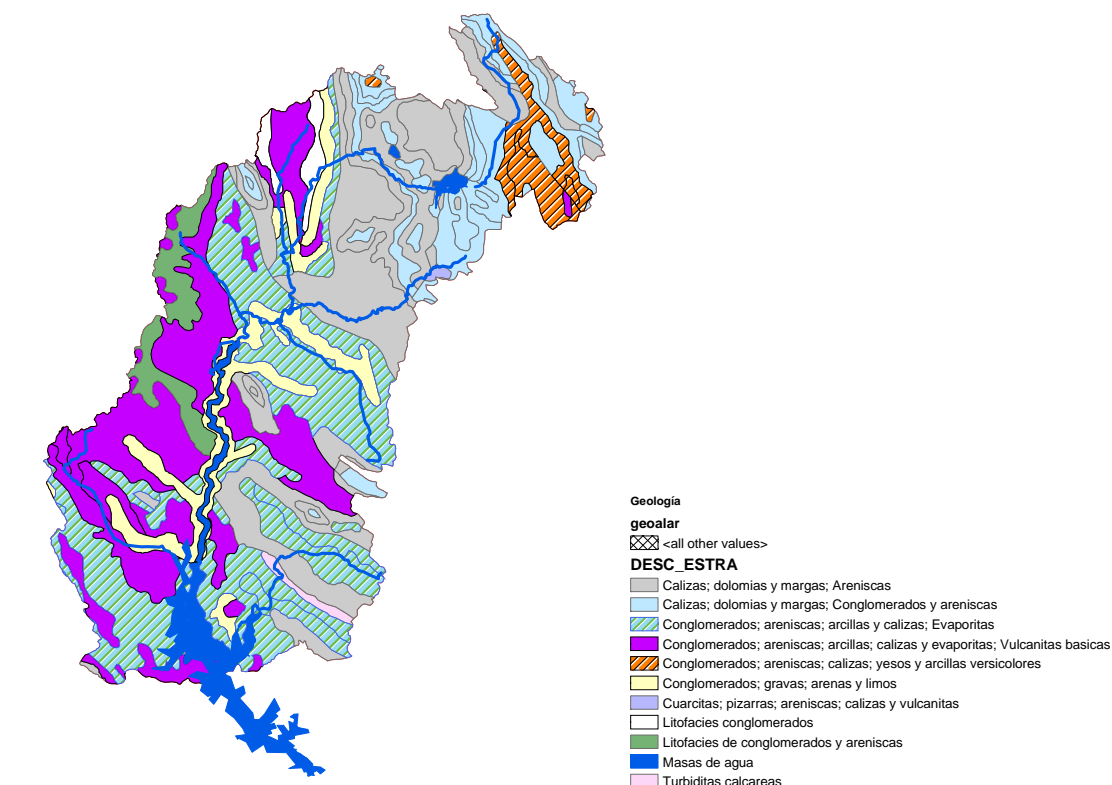 Geología
geoalar
<all other values>
DESC_ESTRA
Calizas; dolomias y margas; Areniscas
Calizas; dolomias y margas; Conglomerados y areniscas
Conglomerados; areniscas; arcillas y calizas; Evaporitas
Conglomerados; areniscas; arcillas; calizas y evaporitas; Vulcanitas basicas
Conglomerados; areniscas; calizas; yesos y arcillas versicolores
Conglomerados; gravas; arenas y limos
Cuarcitas; pizarras; areniscas; calizas y vulcanitas
Litofacies conglomerados
Litofacies de conglomerados y areniscas
Masas de agua
Turbiditas calcareas